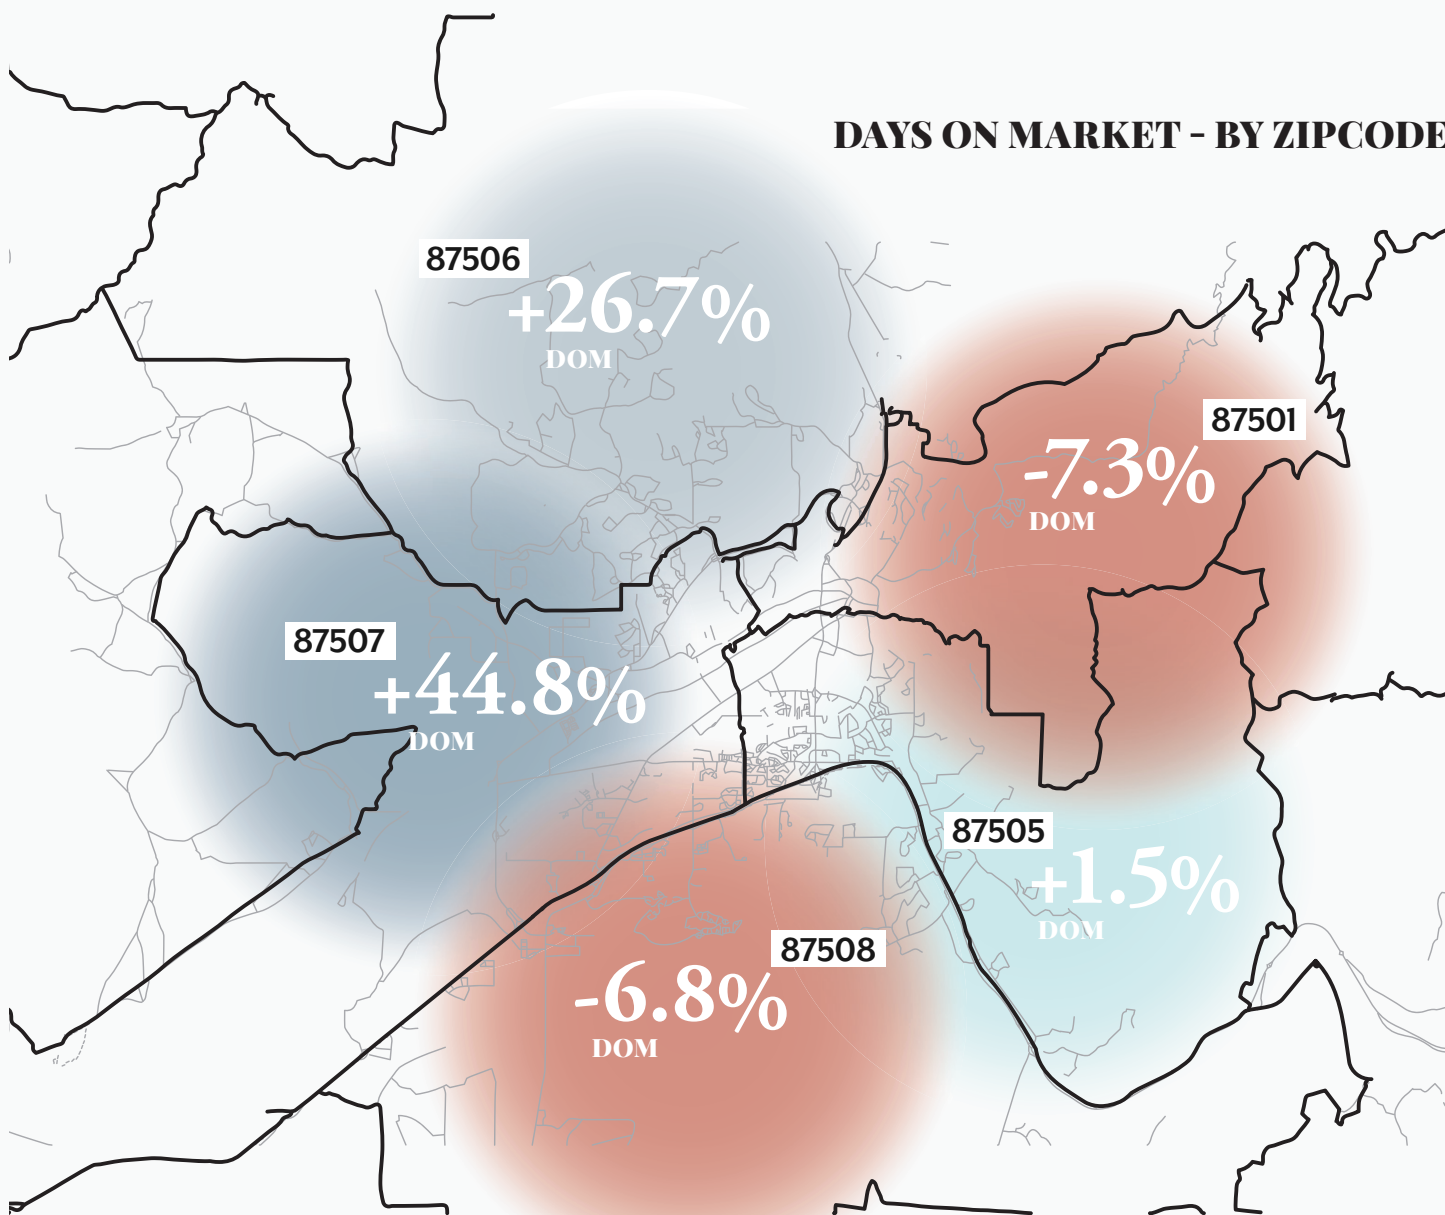 DAYS ON MARKET - BY ZIPCODE
87506
+26.7%
DOM
87501
-7.3%
DOM
87507
+44.8%
DOM
87505
+1.5%
DOM
87508
-6.8%
DOM